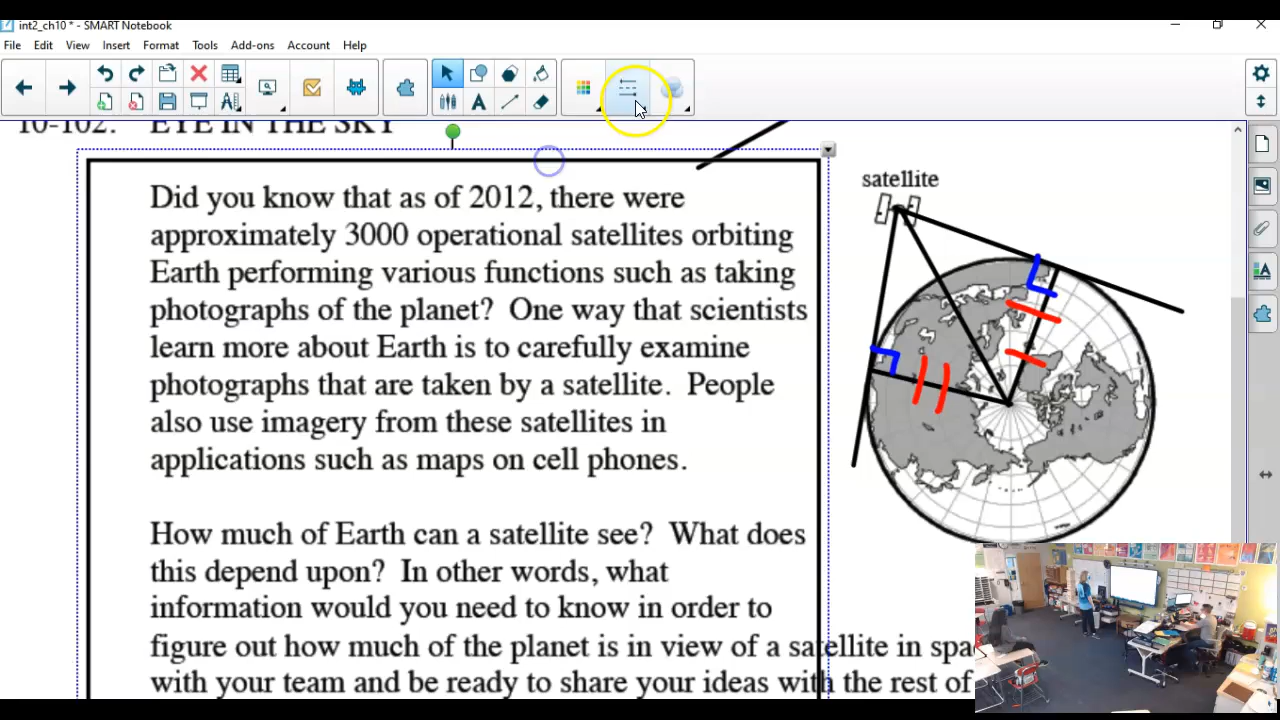 int2_ch10 * - SMART Notebook
File Edit View Insert Format Tools Add-ons Account Help
10-102. EYE IN THE SKY
satellite
Did you know that as of 2012, there were
approximately 3000 operational satellites orbiting
Earth performing various functions such as taking
photographs of the planet? One way that scientists
learn more about Earth is to carefully examine
photographs that are taken by a satellite. People
also use imagery from these satellites in
applications such as maps on cell phones.
How much of Earth can a satellite see? What does
this depend upon? In other words, what
information would you need to know in order to
figure out how much of the planet is in view of a satellite in spa
with your team and be ready to share your ideas with the rest of